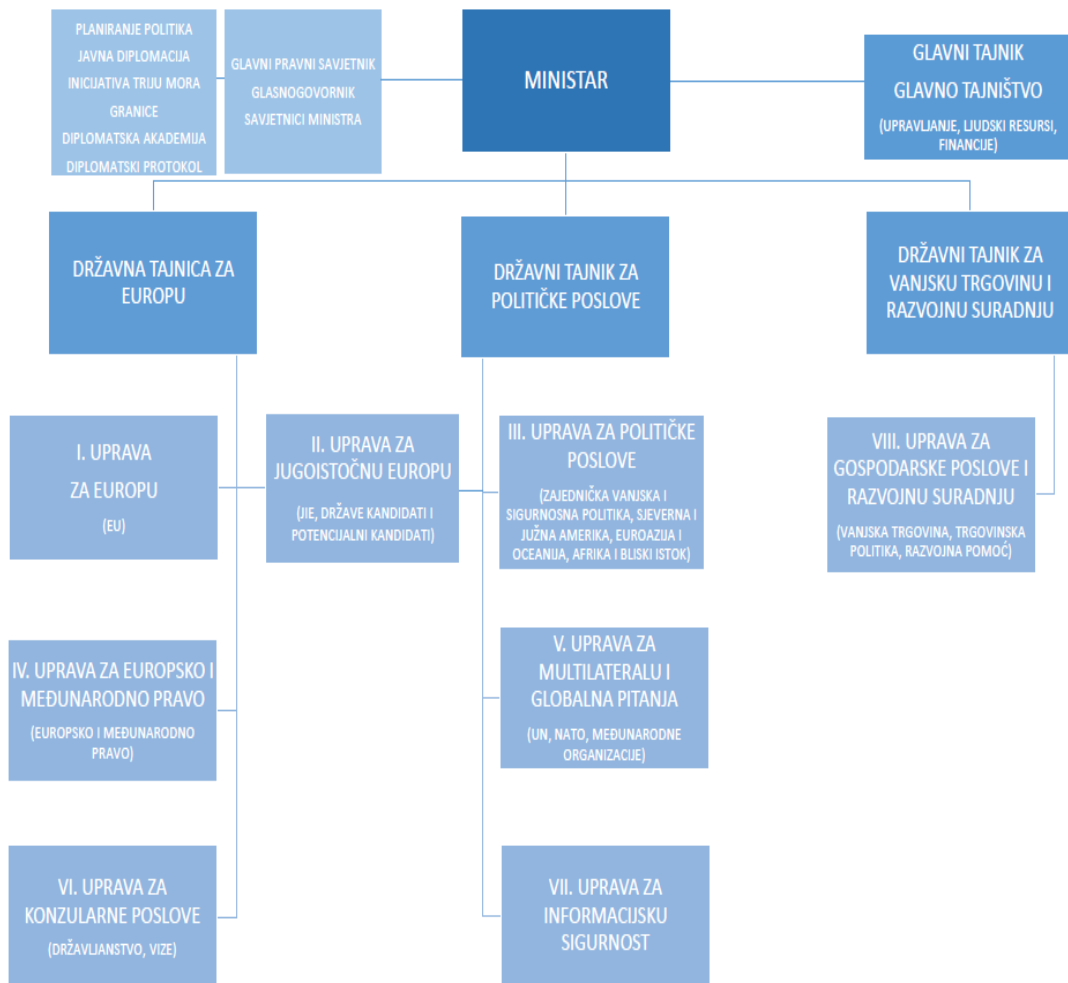 PLANIRANJE POLITIKA
JAVNA DIPLOMACIJA
INICIJATIVA TRIJU MORA
GRANICE
DIPLOMATSKA AKADEMIJA
DIPLOMATSKI PROTOKOL
GLAVNI PRAVNI SAVJETNIK
GLASNOGOVORNIK
SAVJETNICI MINISTRA
MINISTAR
GLAVNI TAJNIK
GLAVNO TAJNIŠTVO
(UPRAVLJANJE, LJUDSKI RESURSI,
FINANCIJE)
DRŽAVNA TAJNICA ZA
EUROPU
DRŽAVNI TAJNIK ZA
POLITIČKE POSLOVE
DRŽAVNI TAJNIK ZA
VANJSKU TRGOVINU I
RAZVOJNU SURADNJU
I. UPRAVA
ZA EUROPU
(EU)
II. UPRAVA ZA
JUGOISTOČNU EUROPU
(JIE, DRŽAVE KANDIDATI I
POTENCIJALNI KANDIDATI)
III. UPRAVA ZA POLITIČKE
POSLOVE
(ZAJEDNIČKA VANJSKA I
SIGURNOSNA POLITIKA, SJEVERNA I
JUŽNA AMERIKA, EUROAZIJA I
OCEANIJA, AFRIKA I BLISKI ISTOK)
VIII. UPRAVA ZA
GOSPODARSKE POSLOVE I
RAZVOJNU SURADNJU
(VANJSKA TRGOVINA, TRGOVINSKA
POLITIKA, RAZVOJNA POMOĆ)
IV. UPRAVA ZA EUROPSKO I
MEĐUNARODNO PRAVO
(EUROPSKO I MEĐUNARODNO
PRAVO)
V. UPRAVA ZA
MULTILATERALU I
GLOBALNA PITANJA
(UN, NATO, MEĐUNARODNE
ORGANIZACIJE)
VI. UPRAVA ZA
KONZULARNE POSLOVE
(DRŽAVLJANSTVO, VIZE)
VII. UPRAVA ZA
INFORMACIJSKU
SIGURNOST